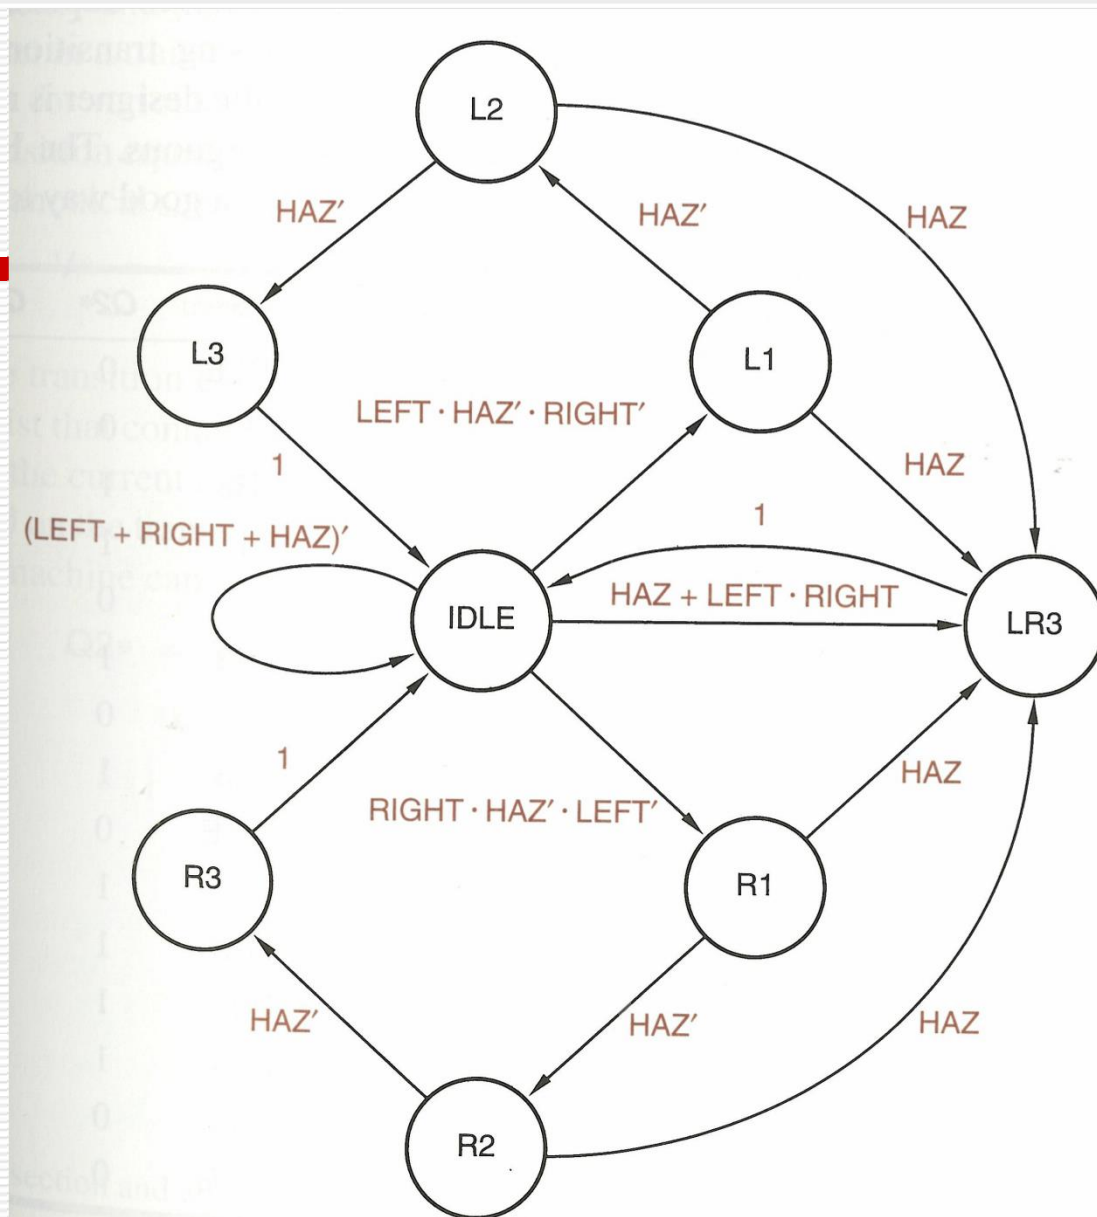 L2
HAZ′
HAZ′
HAZ
L3
L1
LEFT · HAZ′ · RIGHT′
1
HAZ
(LEFT + RIGHT + HAZ)′
1
IDLE
HAZ + LEFT · RIGHT
LR3
1
RIGHT · HAZ′ · LEFT′
HAZ
R3
R1
HAZ′
HAZ′
HAZ
R2